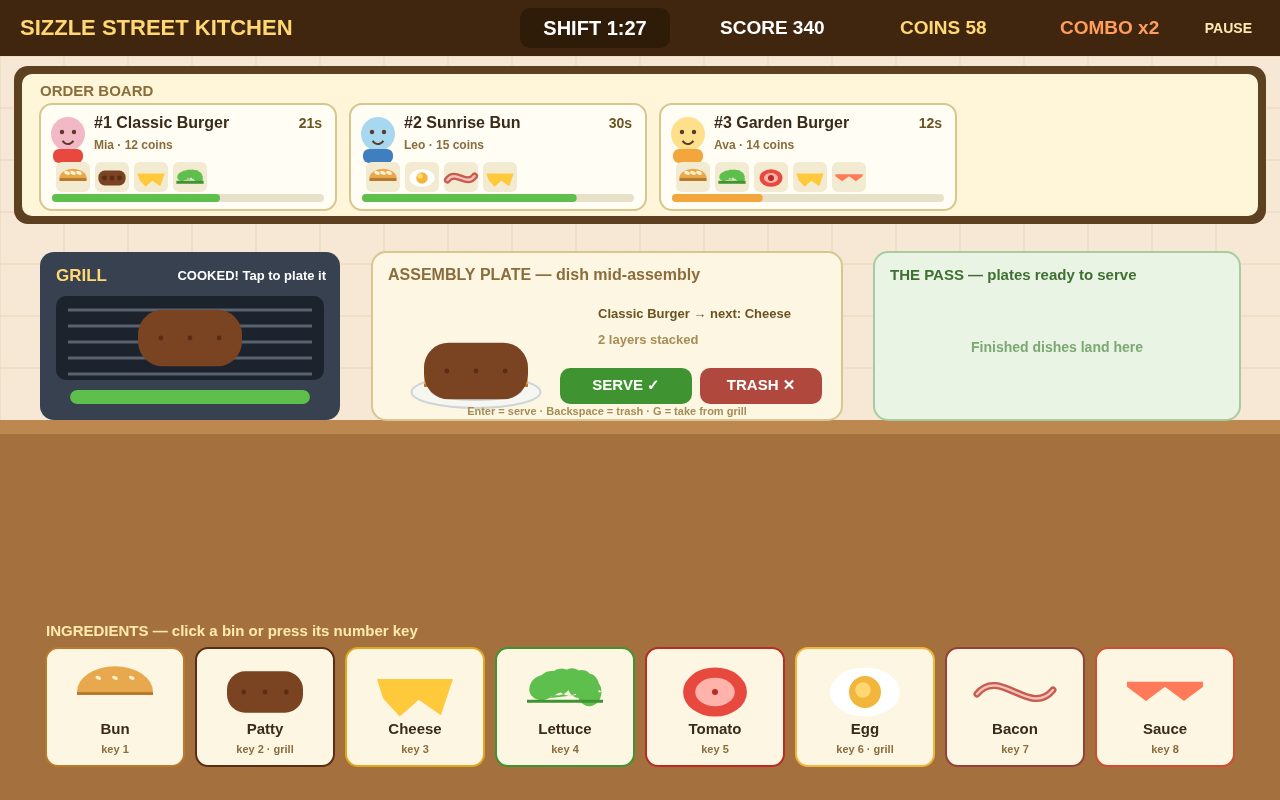 SIZZLE STREET KITCHEN
SHIFT 1:27
SCORE 340
COINS 58
COMBO x2
PAUSE
ORDER BOARD
#1 Classic Burger
21s
Mia · 12 coins
#2 Sunrise Bun
30s
Leo · 15 coins
#3 Garden Burger
12s
Ava · 14 coins
GRILL
COOKED! Tap to plate it
ASSEMBLY PLATE — dish mid-assembly
Classic Burger → next: Cheese
2 layers stacked
SERVE ✓
TRASH ✕
Enter = serve · Backspace = trash · G = take from grill
THE PASS — plates ready to serve
Finished dishes land here
INGREDIENTS — click a bin or press its number key
Bun
key 1
Patty
key 2 · grill
Cheese
key 3
Lettuce
key 4
Tomato
key 5
Egg
key 6 · grill
Bacon
key 7
Sauce
key 8